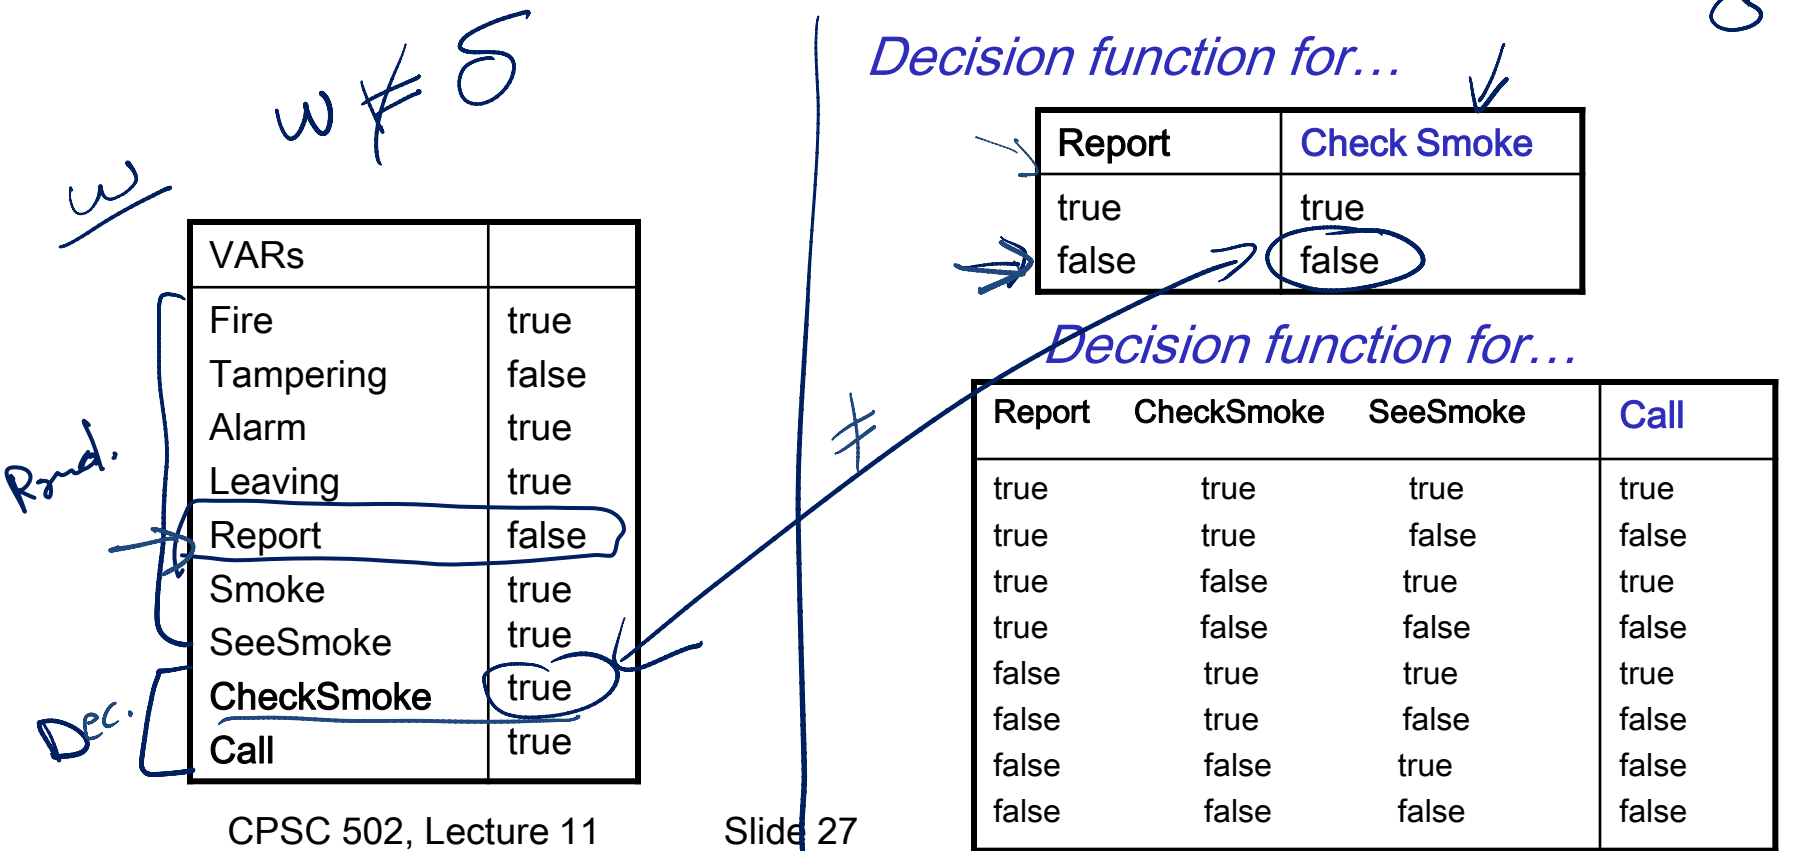 w ⊭ δ
w
VARs
Fire true
Tampering false
Alarm true
Leaving true
Report false
Smoke true
SeeSmoke true
CheckSmoke true
Call true
Rand.
Dec.
≠
Decision function for...
Report Check Smoke
true true
false false
Decision function for...
Report CheckSmoke SeeSmoke Call
true true true true
true true false false
true false true true
true false false false
false true true true
false true false false
false false true false
false false false false
CPSC 502, Lecture 11 Slide 27